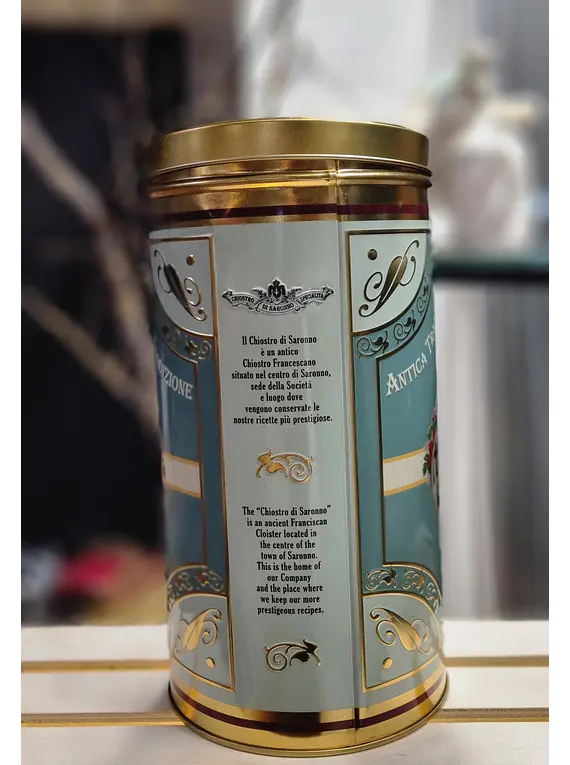 CHIOSTRO DI SARONNO SPECIALITÀ
Il Chiostro di Saronno
è un antico
Chiostro Francescano
situato nel centro di Saronno,
sede della Società
e luogo dove
vengono conservate le
nostre ricette più prestigiose.
The "Chiostro di Saronno"
is an ancient Franciscan
Cloister located in
the centre of the
town of Saronno.
This is the home of
our Company
and the place where
we keep our more
prestigeous recipes.
DIZIONE
ANTICA TRA